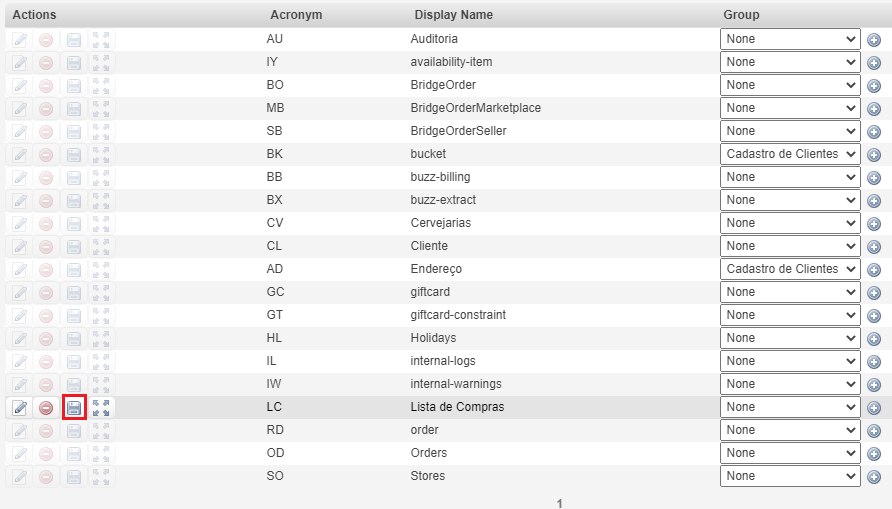 Actions Acronym Display Name Group
AU Auditoria None
IY availability-item None
BO BridgeOrder None
MB BridgeOrderMarketplace None
SB BridgeOrderSeller None
BK bucket Cadastro de Clientes
BB buzz-billing None
BX buzz-extract None
CV Cervejarias None
CL Cliente None
AD Endereço Cadastro de Clientes
GC giftcard None
GT giftcard-constraint None
HL Holidays None
IL internal-logs None
IW internal-warnings None
LC Lista de Compras None
RD order None
OD Orders None
SO Stores None
1